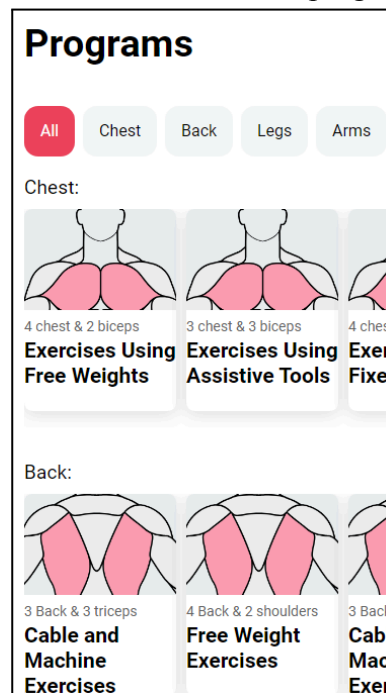 Programs
All Chest Back Legs Arms
Chest:
4 chest & 2 biceps
Exercises Using
Free Weights
3 chest & 3 biceps
Exercises Using
Assistive Tools
Back:
3 Back & 3 triceps
Cable and
Machine
Exercises
4 Back & 2 shoulders
Free Weight
Exercises